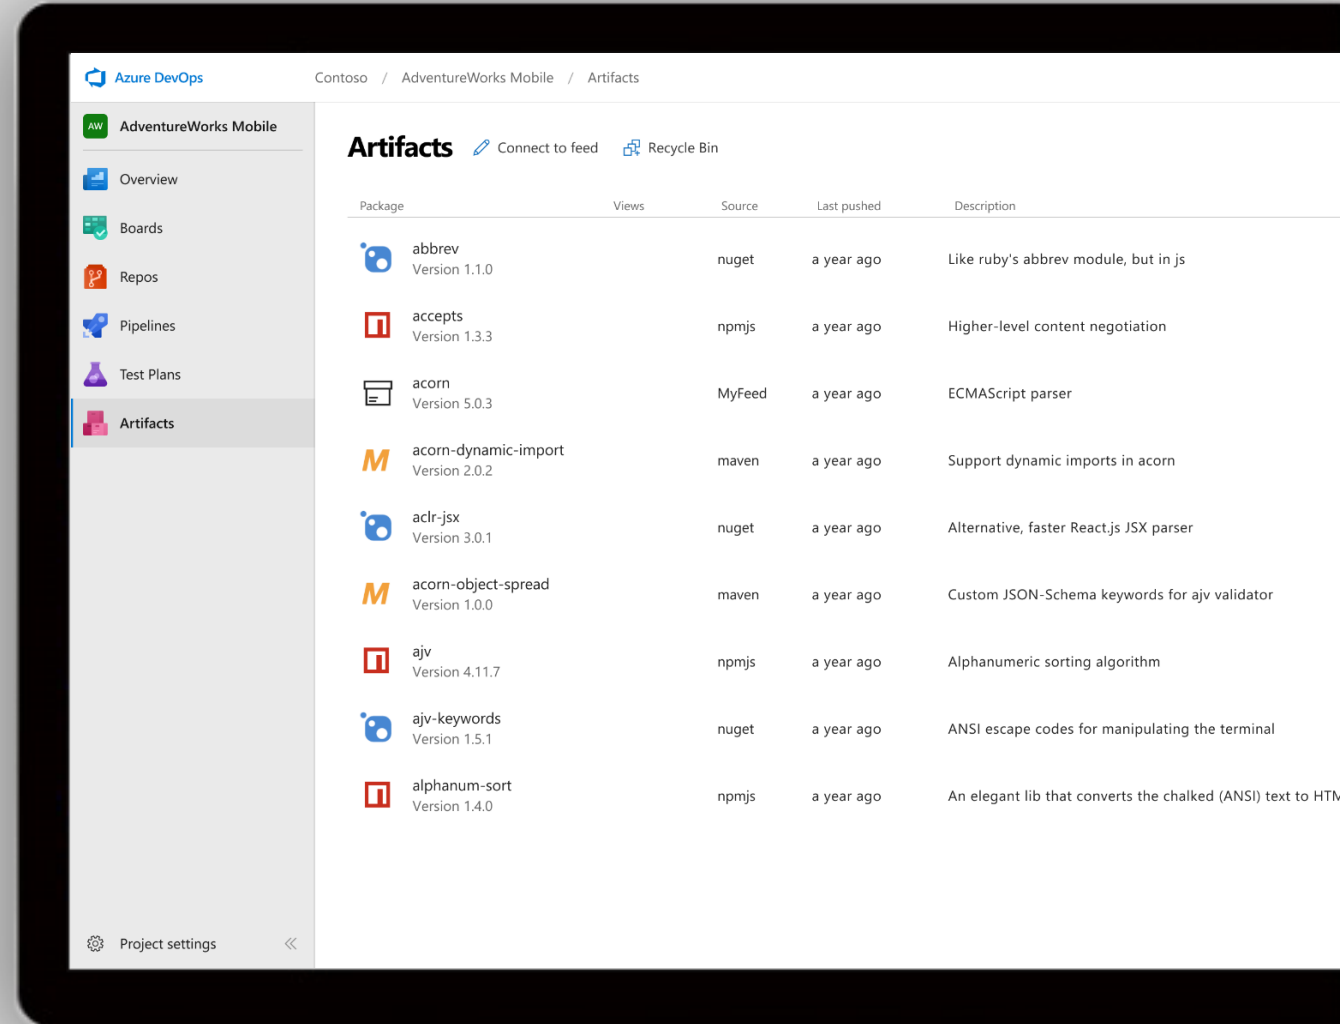 Azure DevOps
Contoso / AdventureWorks Mobile / Artifacts
AW AdventureWorks Mobile
Overview
Boards
Repos
Pipelines
Test Plans
Artifacts
Project settings
Artifacts Connect to feed Recycle Bin
Package Views Source Last pushed Description
abbrev
Version 1.1.0
nuget a year ago Like ruby's abbrev module, but in js
accepts
Version 1.3.3
npmjs a year ago Higher-level content negotiation
acorn
Version 5.0.3
MyFeed a year ago ECMAScript parser
acorn-dynamic-import
Version 2.0.2
maven a year ago Support dynamic imports in acorn
aclr-jsx
Version 3.0.1
nuget a year ago Alternative, faster React.js JSX parser
acorn-object-spread
Version 1.0.0
maven a year ago Custom JSON-Schema keywords for ajv validator
ajv
Version 4.11.7
npmjs a year ago Alphanumeric sorting algorithm
ajv-keywords
Version 1.5.1
nuget a year ago ANSI escape codes for manipulating the terminal
alphanum-sort
Version 1.4.0
npmjs a year ago An elegant lib that converts the chalked (ANSI) text to